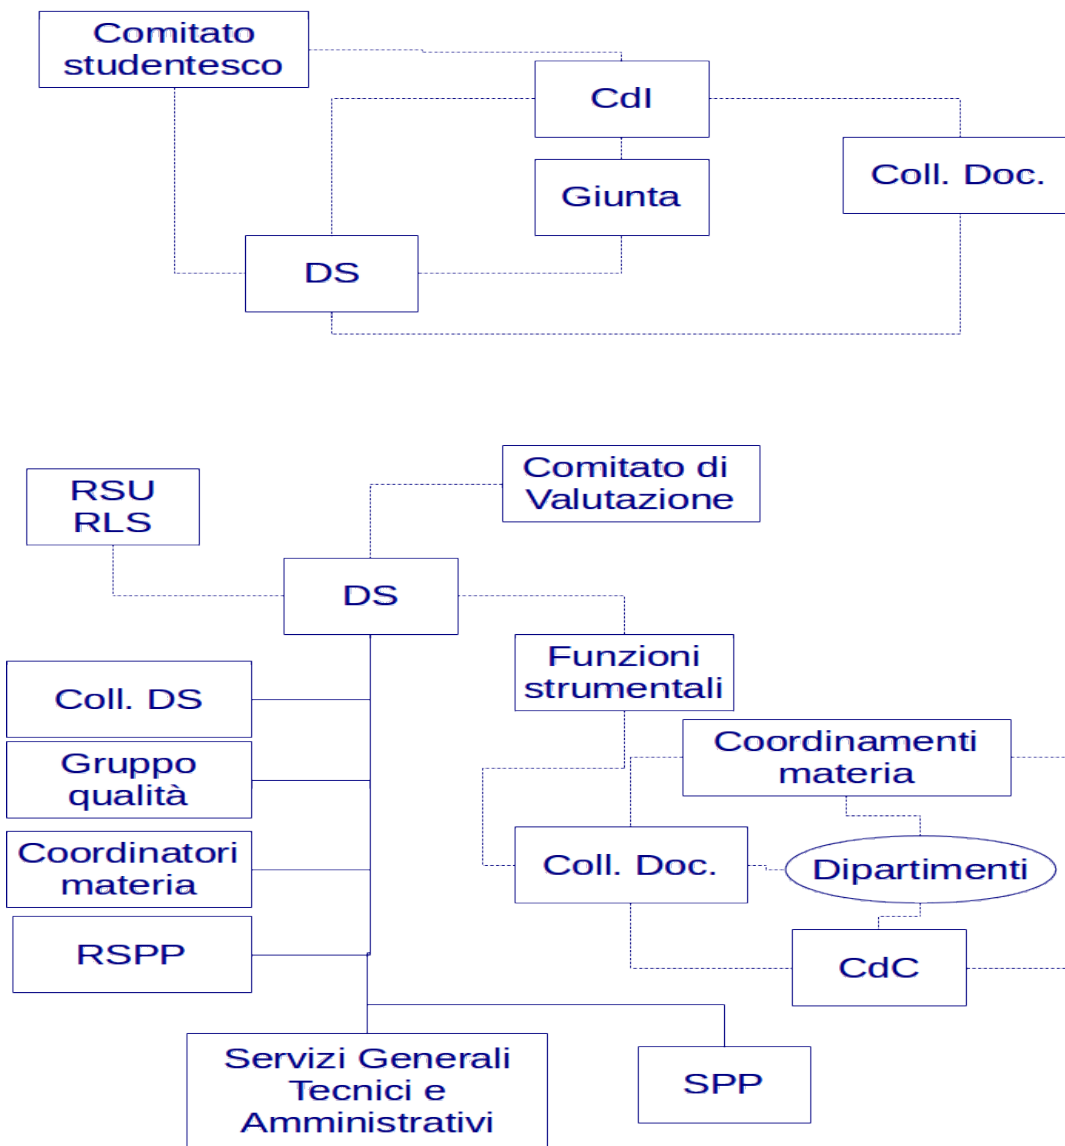 Comitato
studentesco
CdI
Coll. Doc.
Giunta
DS
Comitato di
Valutazione
RSU
RLS
DS
Funzioni
strumentali
Coll. DS
Coordinamenti
materia
Gruppo
qualità
Coordinatori
materia
Coll. Doc.
Dipartimenti
RSPP
CdC
Servizi Generali
Tecnici e
Amministrativi
SPP